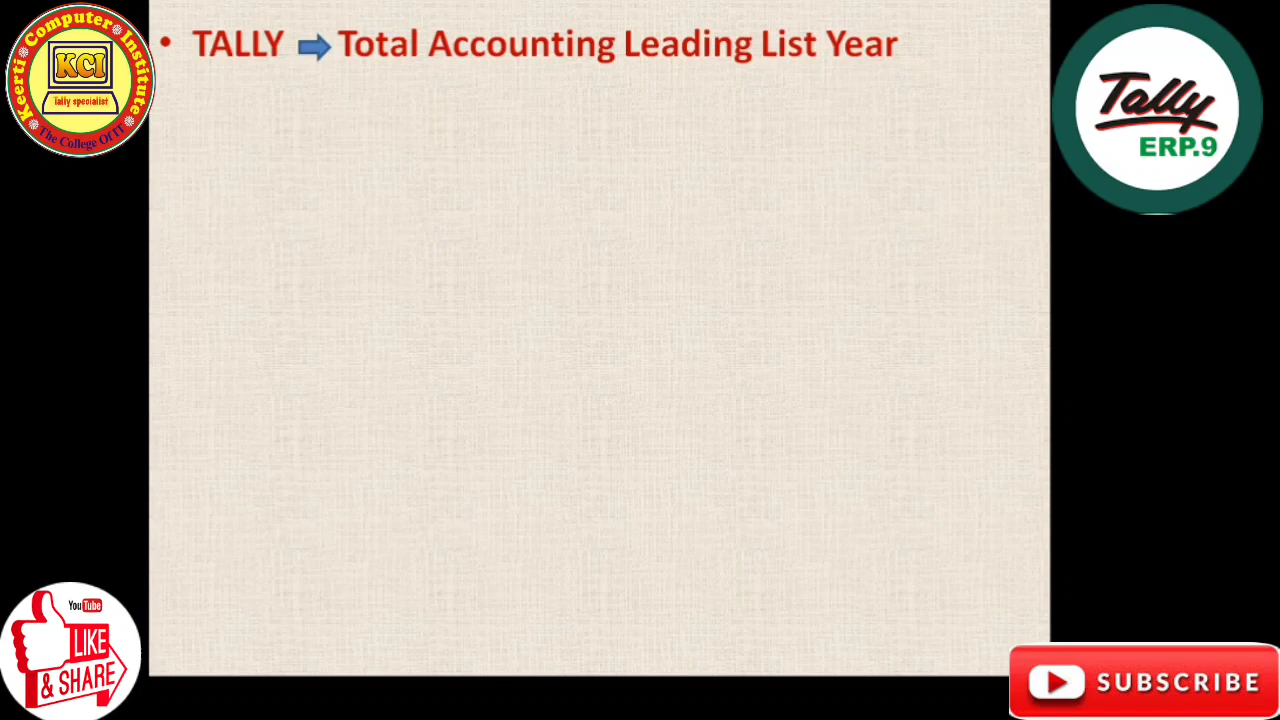 Keerti Computer Institute
KCI
Tally specialist
The College Of IT
• TALLY ➡ Total Accounting Leading List Year
Tally
ERP.9
YouTube
LIKE
& SHARE
SUBSCRIBE